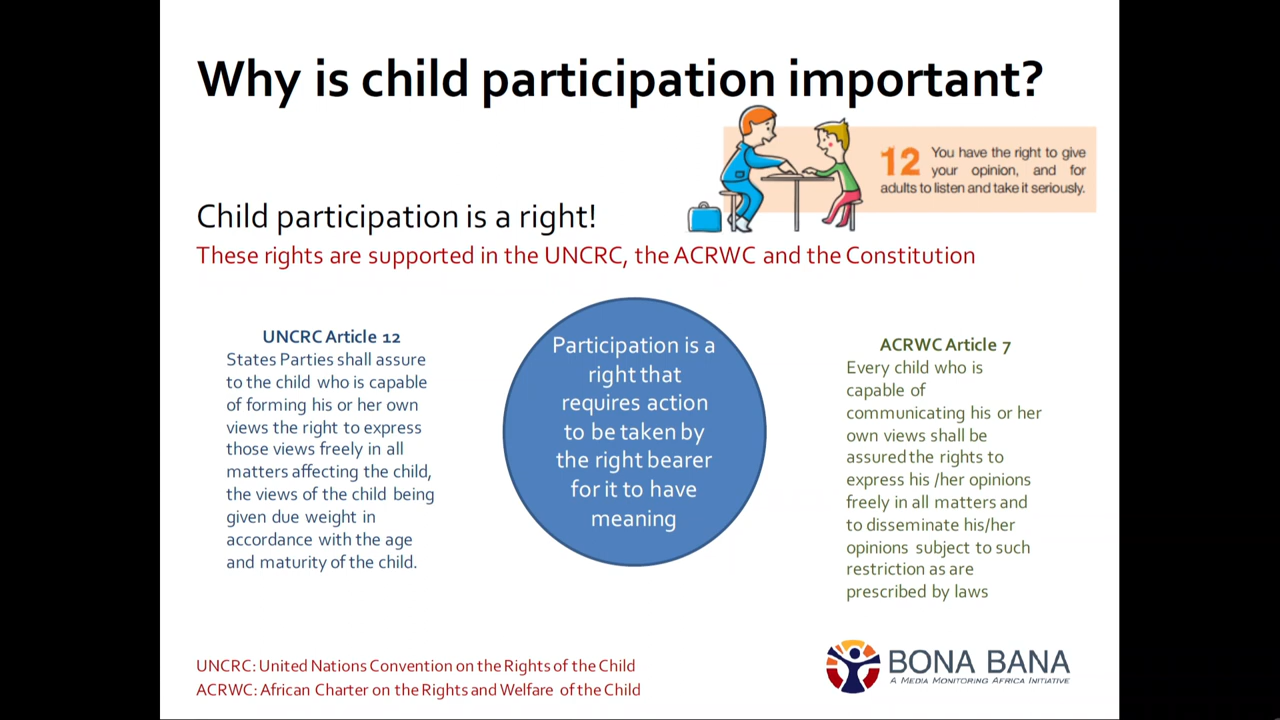 Why is child participation important?
12 You have the right to give
your opinion, and for
adults to listen and take it seriously.
Child participation is a right!
These rights are supported in the UNCRC, the ACRWC and the Constitution
UNCRC Article 12
States Parties shall assure
to the child who is capable
of forming his or her own
views the right to express
those views freely in all
matters affecting the child,
the views of the child being
given due weight in
accordance with the age
and maturity of the child.
Participation is a
right that
requires action
to be taken by
the right bearer
for it to have
meaning
ACRWC Article 7
Every child who is
capable of
communicating his or her
own views shall be
assured the rights to
express his /her opinions
freely in all matters and
to disseminate his/her
opinions subject to such
restriction as are
prescribed by laws
UNCRC: United Nations Convention on the Rights of the Child
ACRWC: African Charter on the Rights and Welfare of the Child
BONA BANA
A MEDIA MONITORING AFRICA INITIATIVE